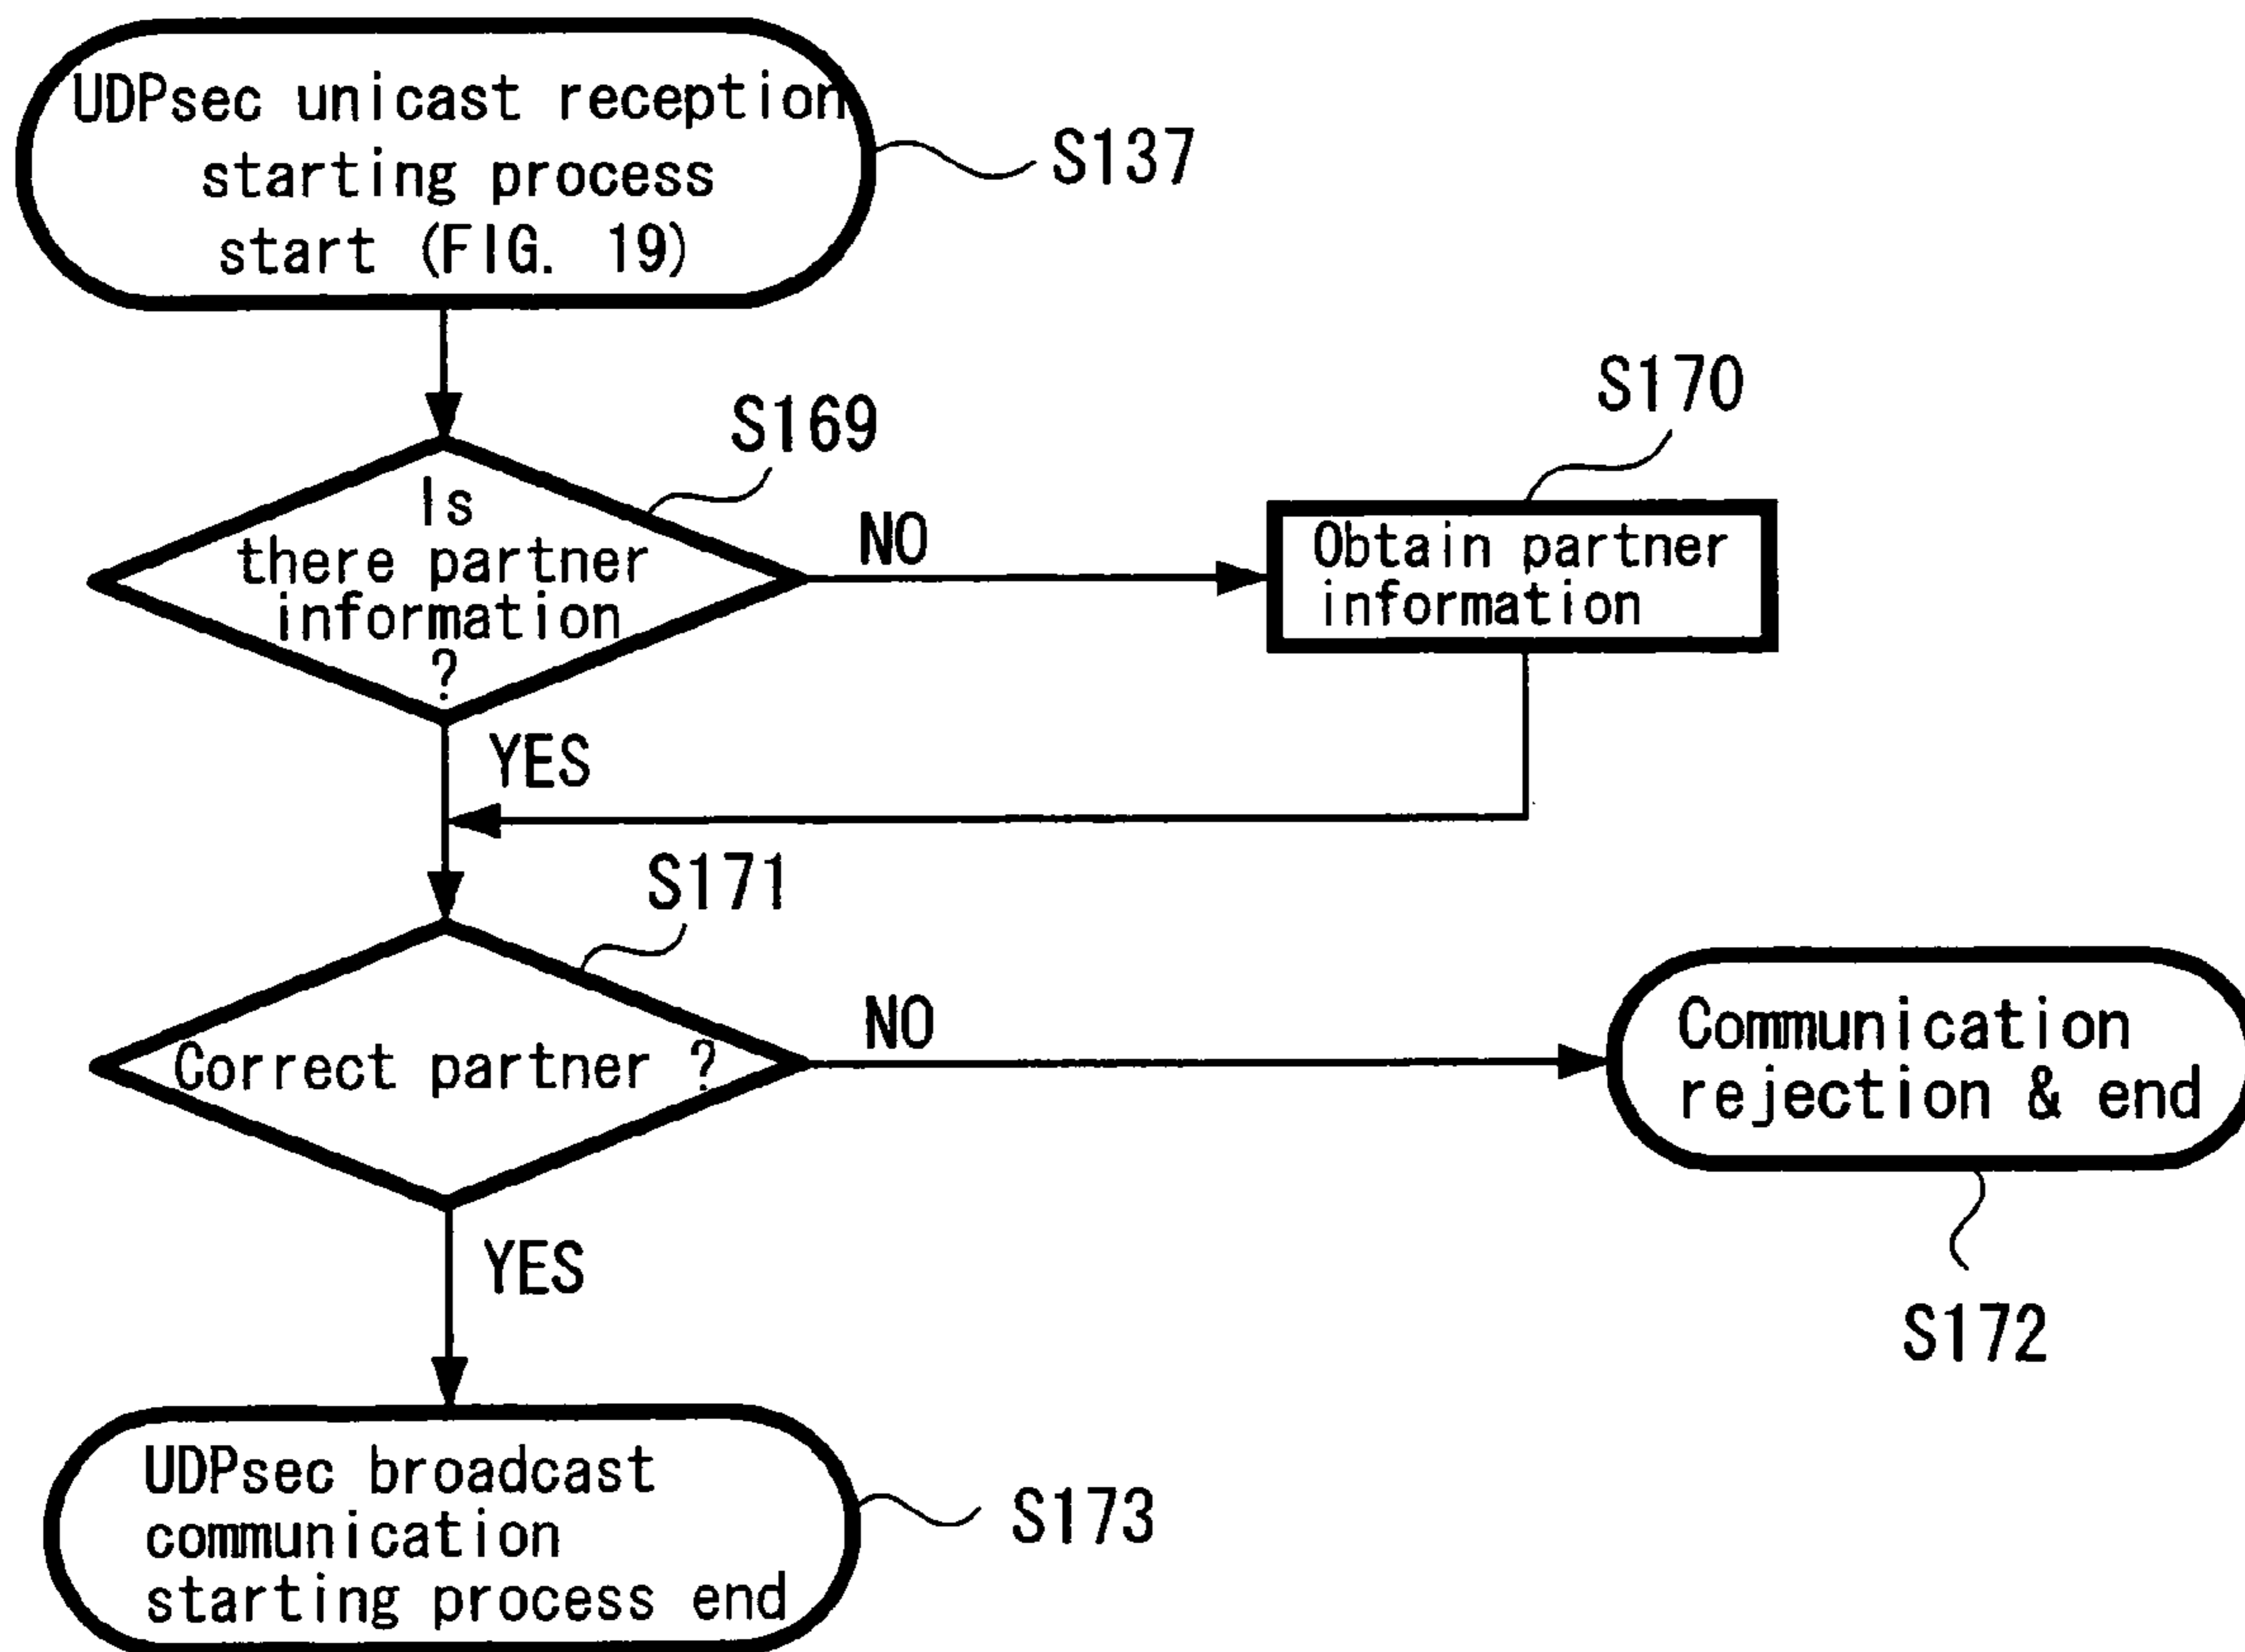 UDPsec unicast reception
starting process
start (FIG. 19)
S137
S169
S170
Is
there partner
information
?
NO
Obtain partner
information
YES
S171
Correct partner ?
NO
Communication
rejection & end
S172
YES
UDPsec broadcast
communication
starting process end
S173